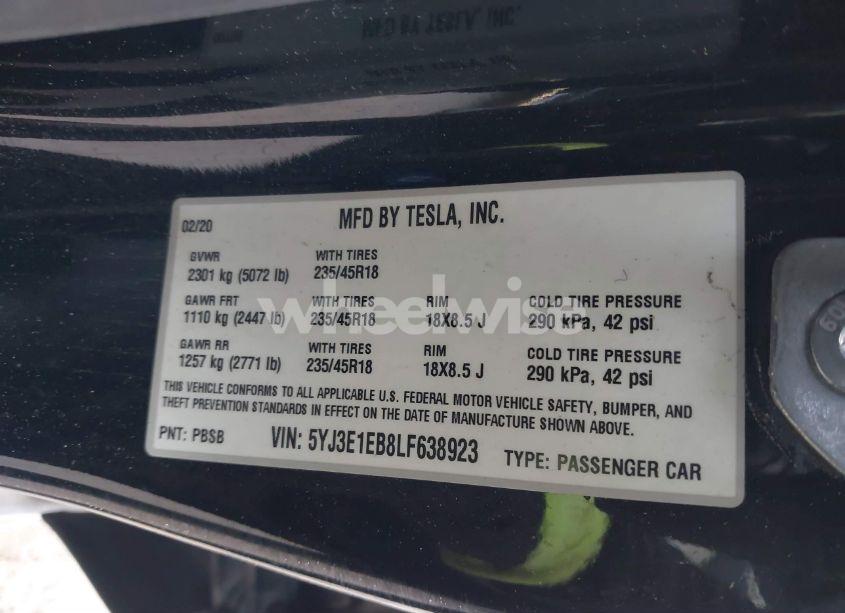 MFD BY TESLA, INC.
02/20
GVWR WITH TIRES
2301 kg (5072 lb) 235/45R18
GAWR FRT WITH TIRES RIM COLD TIRE PRESSURE
1110 kg (2447 lb) 235/45R18 18X8.5 J 290 kPa, 42 psi
GAWR RR WITH TIRES RIM COLD TIRE PRESSURE
1257 kg (2771 lb) 235/45R18 18X8.5 J 290 kPa, 42 psi
THIS VEHICLE CONFORMS TO ALL APPLICABLE U.S. FEDERAL MOTOR VEHICLE SAFETY, BUMPER, AND
THEFT PREVENTION STANDARDS IN EFFECT ON THE DATE OF MANUFACTURE SHOWN ABOVE.
PNT: PBSB VIN: 5YJ3E1EB8LF638923 TYPE: PASSENGER CAR
wheelwise